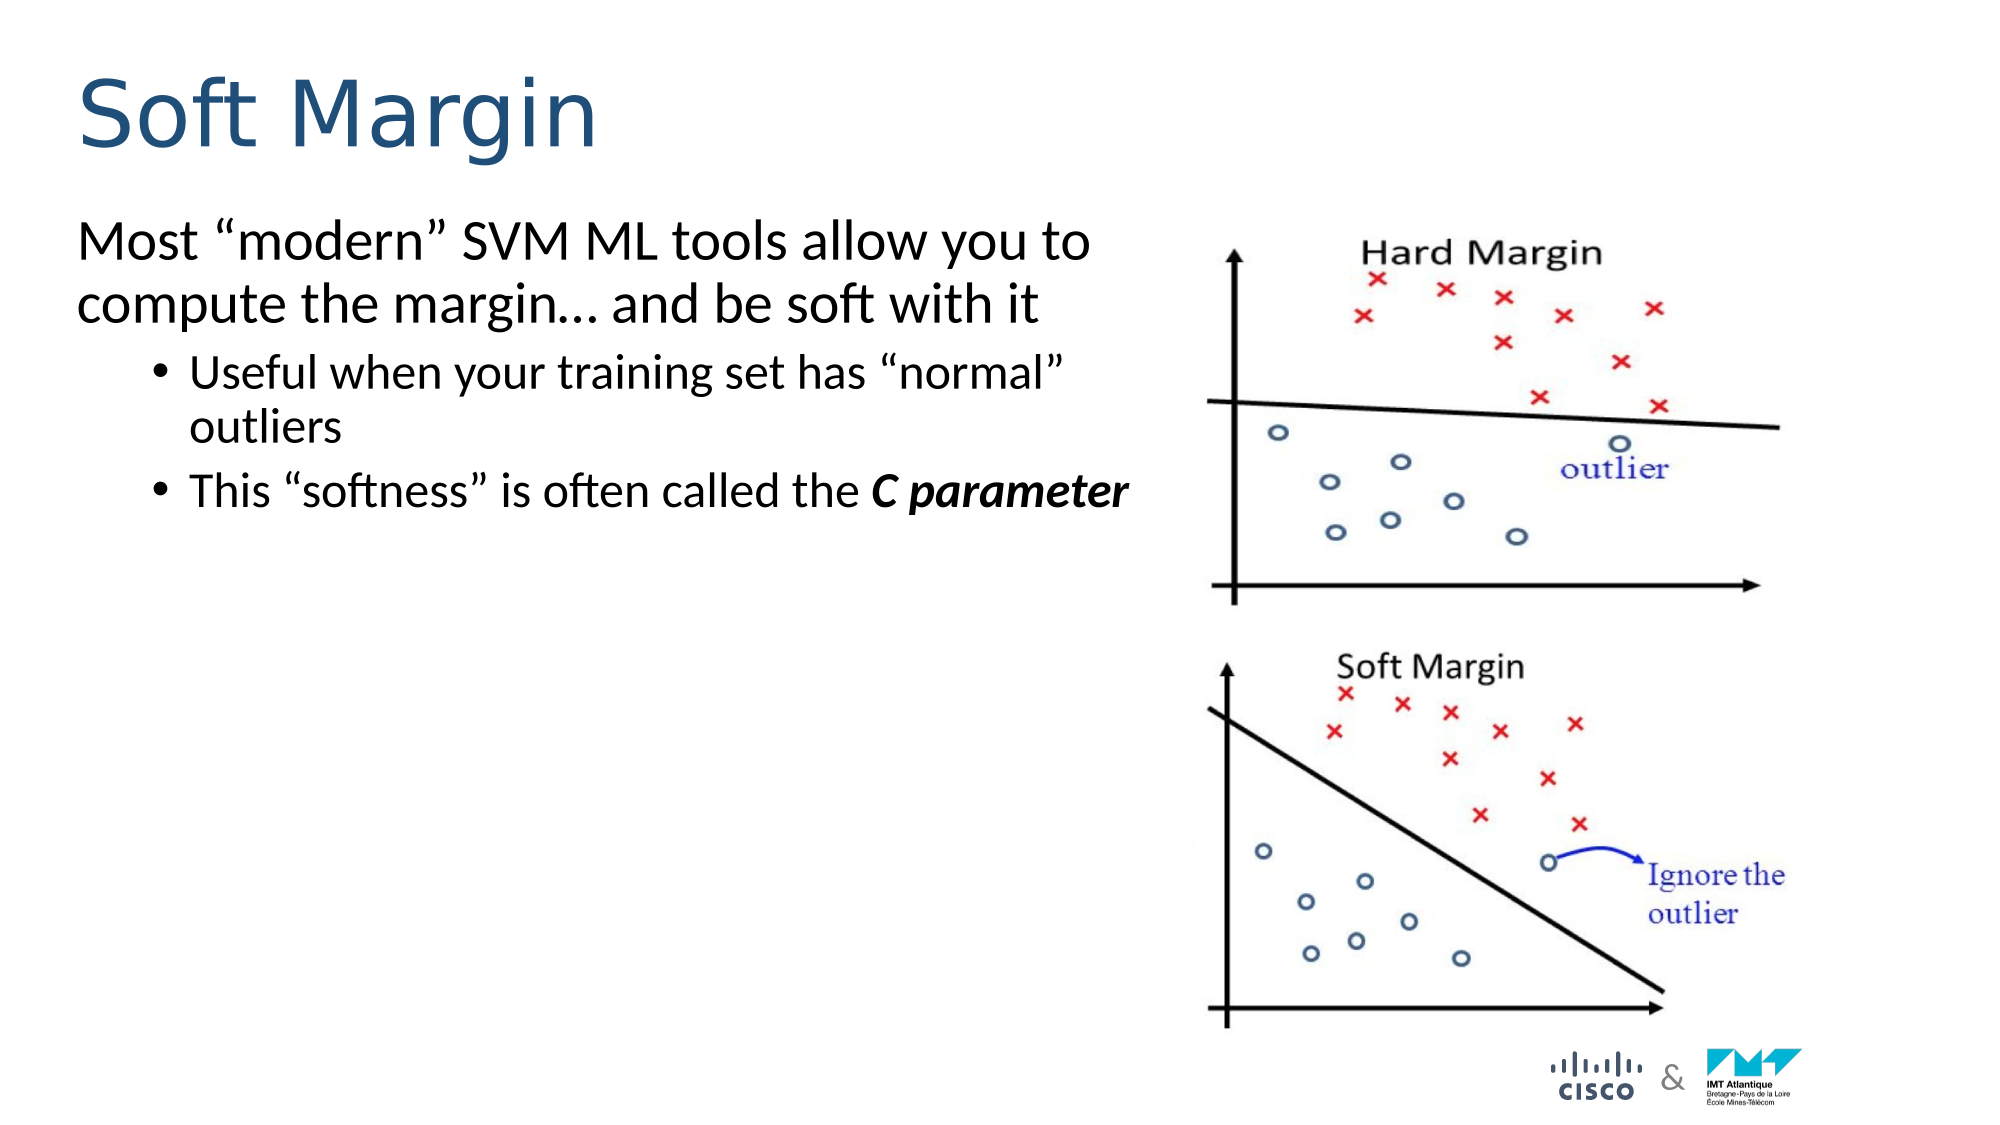 Soft Margin
Most “modern” SVM ML tools allow you to
compute the margin… and be soft with it
• Useful when your training set has “normal”
outliers
• This “softness” is often called the C parameter
Hard Margin
outlier
Soft Margin
Ignore the
outlier
CISCO
&
IMT Atlantique
Bretagne-Pays de la Loire
École Mines-Télécom